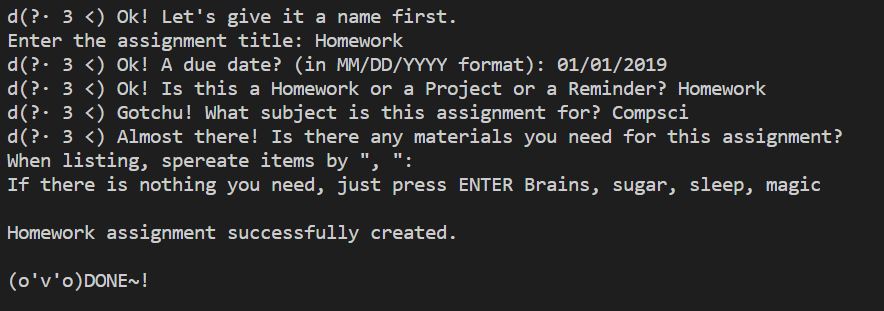 d(?· 3 <) Ok! Let's give it a name first.
Enter the assignment title: Homework
d(?· 3 <) Ok! A due date? (in MM/DD/YYYY format): 01/01/2019
d(?· 3 <) Ok! Is this a Homework or a Project or a Reminder? Homework
d(?· 3 <) Gotchu! What subject is this assignment for? Compsci
d(?· 3 <) Almost there! Is there any materials you need for this assignment?
When listing, spereate items by ", ":
If there is nothing you need, just press ENTER Brains, sugar, sleep, magic
Homework assignment successfully created.
(o'v'o)DONE~!